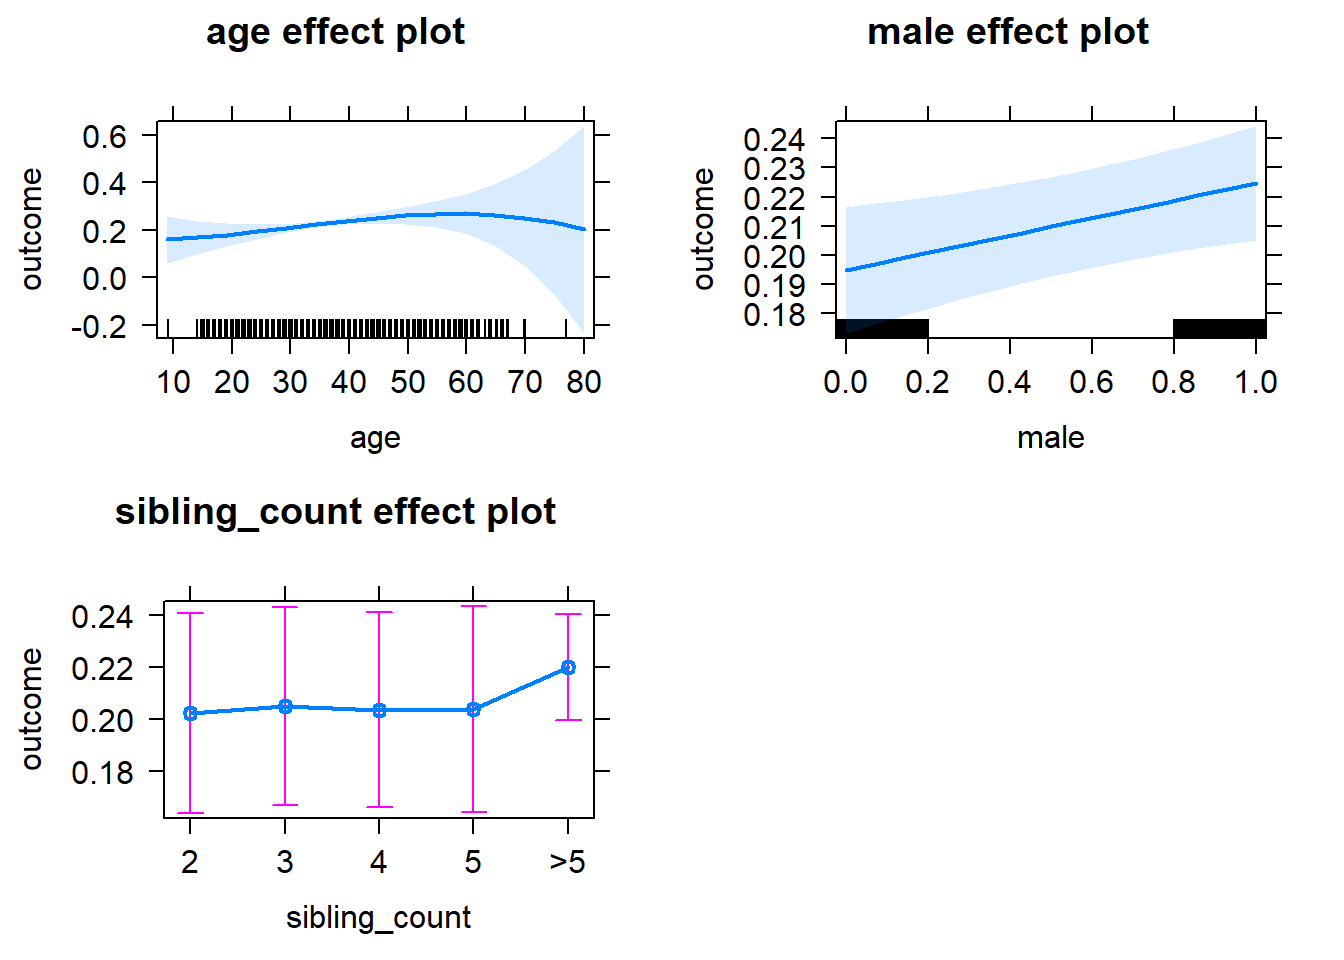 age effect plot
outcome
0.6
0.4
0.2
0.0
-0.2
10 20 30 40 50 60 70 80
age
male effect plot
outcome
0.24
0.23
0.22
0.21
0.20
0.19
0.18
0.0 0.2 0.4 0.6 0.8 1.0
male
sibling_count effect plot
outcome
0.24
0.22
0.20
0.18
2 3 4 5 >5
sibling_count